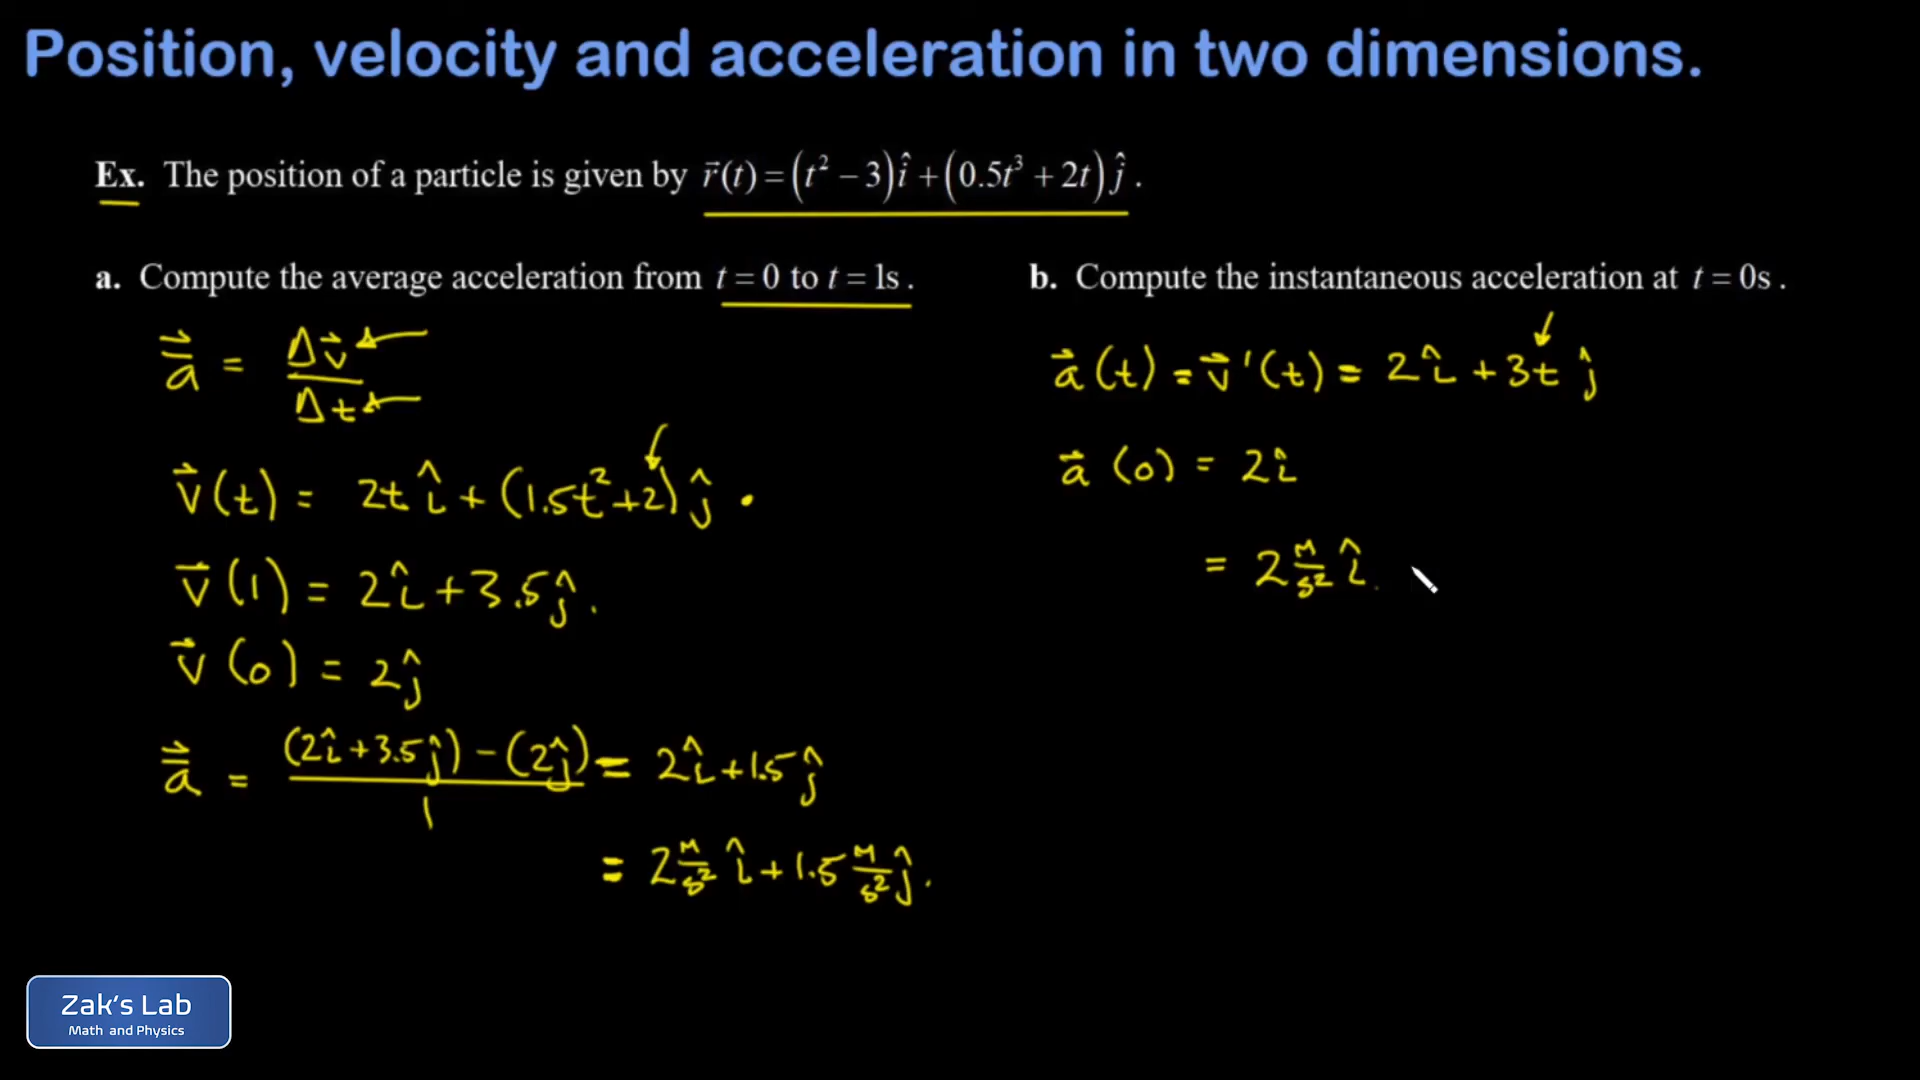 Position, velocity and acceleration in two dimensions.
Ex. The position of a particle is given by r⃗(t) = (t² − 3)î + (0.5t³ + 2t)ĵ.
a. Compute the average acceleration from t = 0 to t = 1s.
a⃗̅ = Δv⃗ / Δt
v⃗(t) = 2t î + (1.5t² + 2) ĵ.
v⃗(1) = 2î + 3.5ĵ.
v⃗(0) = 2ĵ
a⃗̅ = ((2î + 3.5ĵ) − (2ĵ)) / 1 = 2î + 1.5ĵ
= 2 M/s² î + 1.5 M/s² ĵ.
b. Compute the instantaneous acceleration at t = 0s.
a⃗(t) = v⃗'(t) = 2î + 3t ĵ
a⃗(0) = 2î
= 2 M/s² î.
Zak's Lab
Math and Physics